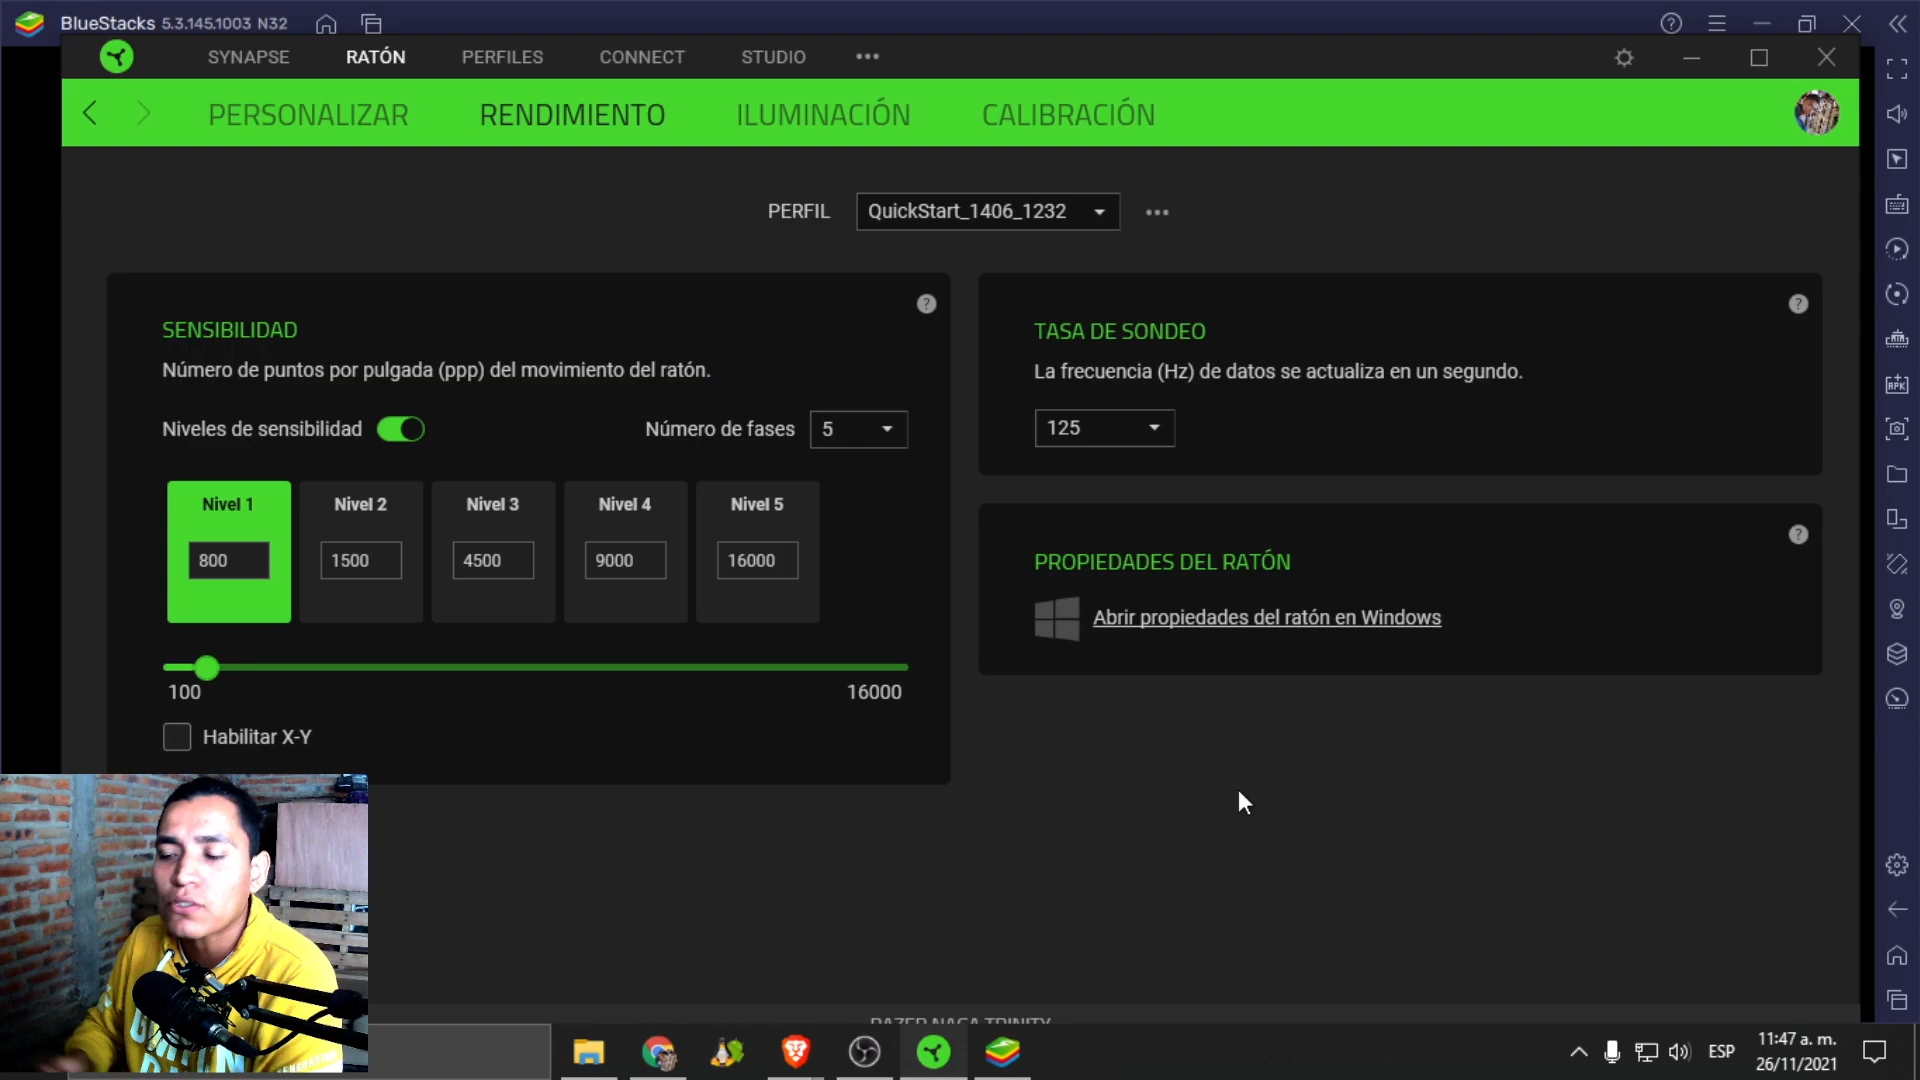 BlueStacks 5.3.145.1003 N32
SYNAPSE RATÓN PERFILES CONNECT STUDIO
PERSONALIZAR RENDIMIENTO ILUMINACIÓN CALIBRACIÓN
PERFIL QuickStart_1406_1232
SENSIBILIDAD
Número de puntos por pulgada (ppp) del movimiento del ratón.
Niveles de sensibilidad Número de fases 5
Nivel 1 Nivel 2 Nivel 3 Nivel 4 Nivel 5
800 1500 4500 9000 16000
100 16000
Habilitar X-Y
TASA DE SONDEO
La frecuencia (Hz) de datos se actualiza en un segundo.
125
PROPIEDADES DEL RATÓN
Abrir propiedades del ratón en Windows
RAZER NAGA TRINITY
ESP
11:47 a. m.
26/11/2021